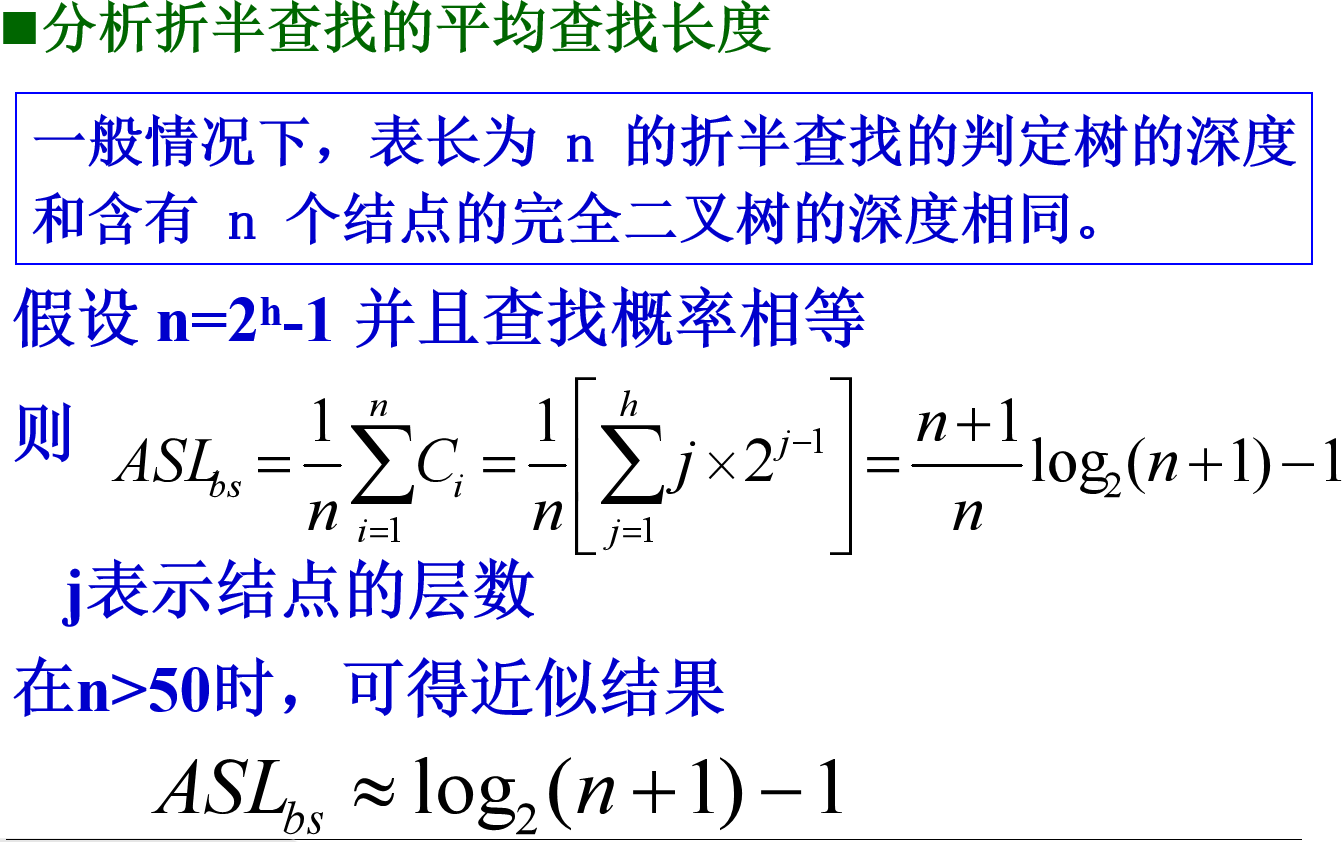 ■分析折半查找的平均查找长度
一般情况下，表长为 n 的折半查找的判定树的深度
和含有 n 个结点的完全二叉树的深度相同。
假设 n=2ʰ-1 并且查找概率相等
则 $ASL_{bs} = \frac{1}{n}\sum_{i=1}^{n} C_i = \frac{1}{n}\left[\sum_{j=1}^{h} j \times 2^{j-1}\right] = \frac{n+1}{n}\log_2(n+1)-1$
j表示结点的层数
在n>50时，可得近似结果
$ASL_{bs} \approx \log_2(n+1)-1$